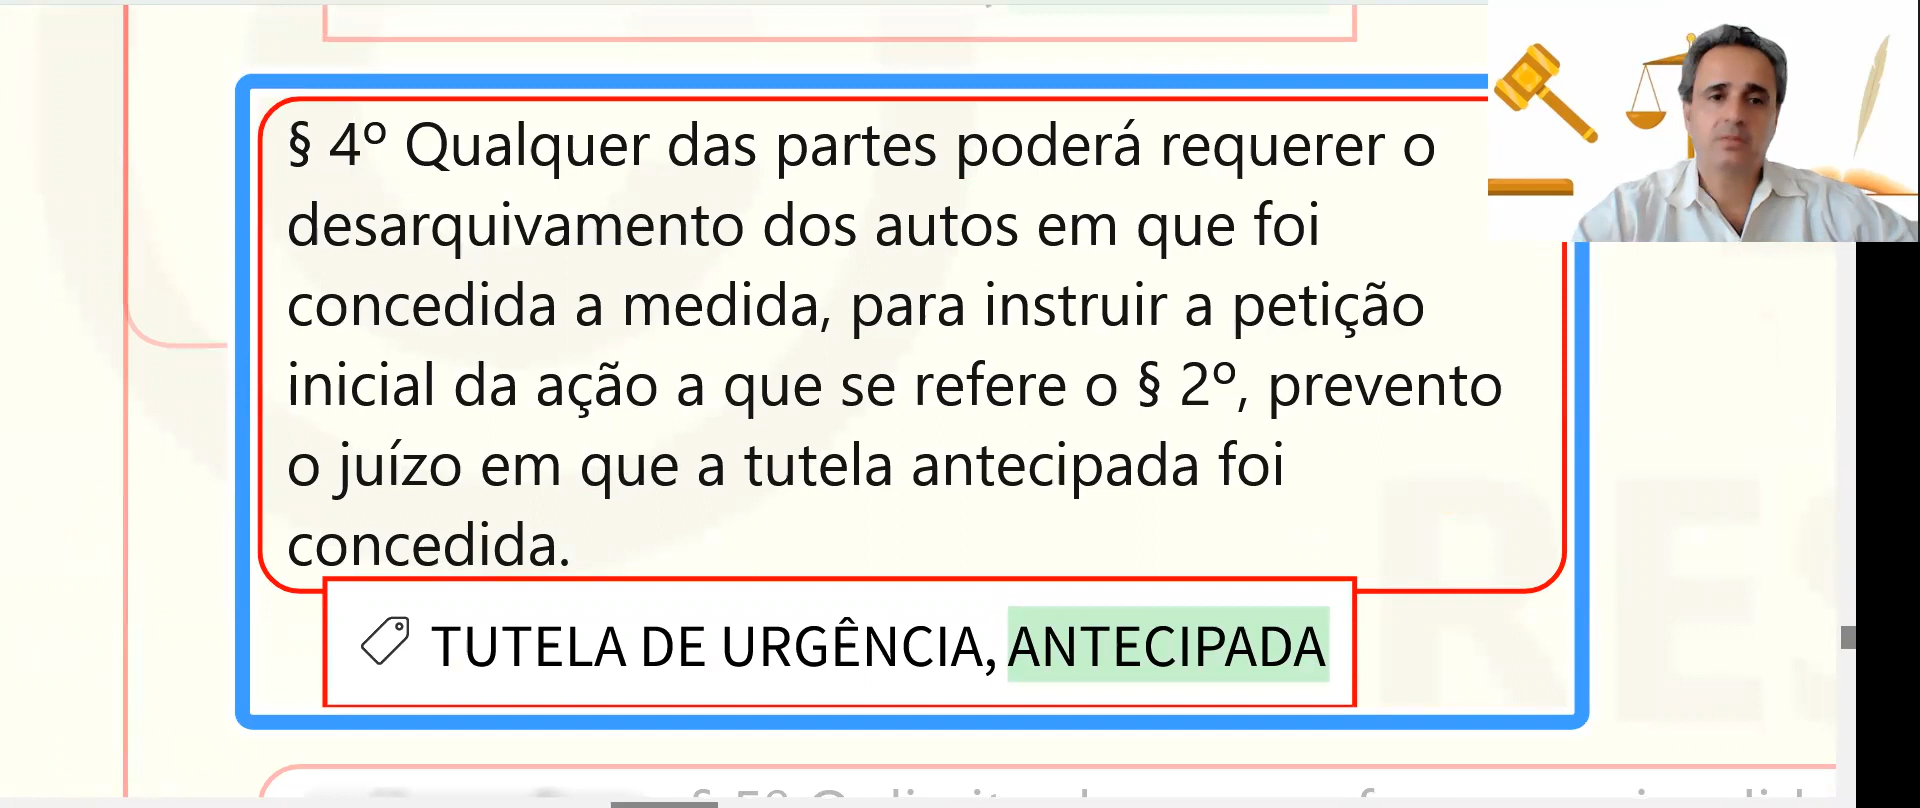 § 4º Qualquer das partes poderá requerer o
desarquivamento dos autos em que foi
concedida a medida, para instruir a petição
inicial da ação a que se refere o § 2º, prevento
o juízo em que a tutela antecipada foi
concedida.
TUTELA DE URGÊNCIA, ANTECIPADA